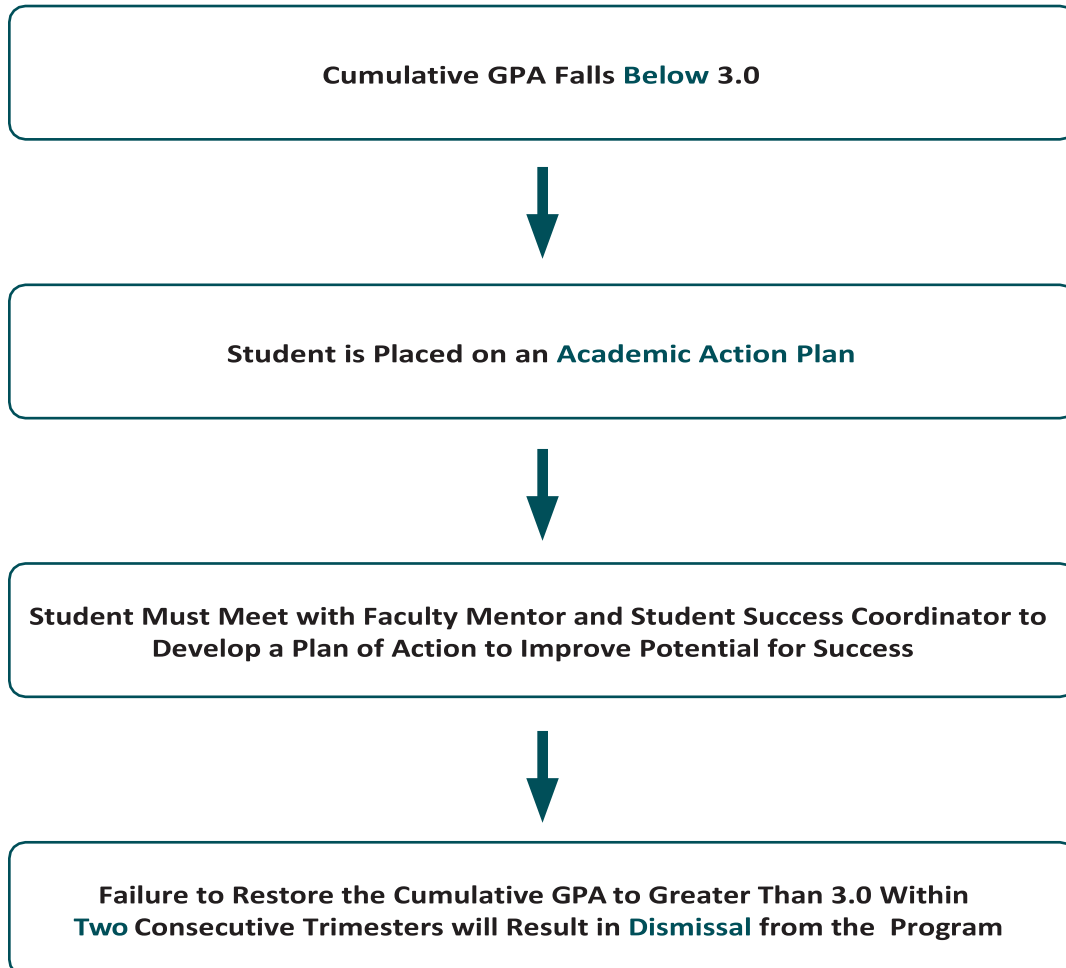 Cumulative GPA Falls Below 3.0
Student is Placed on an Academic Action Plan
Student Must Meet with Faculty Mentor and Student Success Coordinator to
Develop a Plan of Action to Improve Potential for Success
Failure to Restore the Cumulative GPA to Greater Than 3.0 Within
Two Consecutive Trimesters will Result in Dismissal from the Program